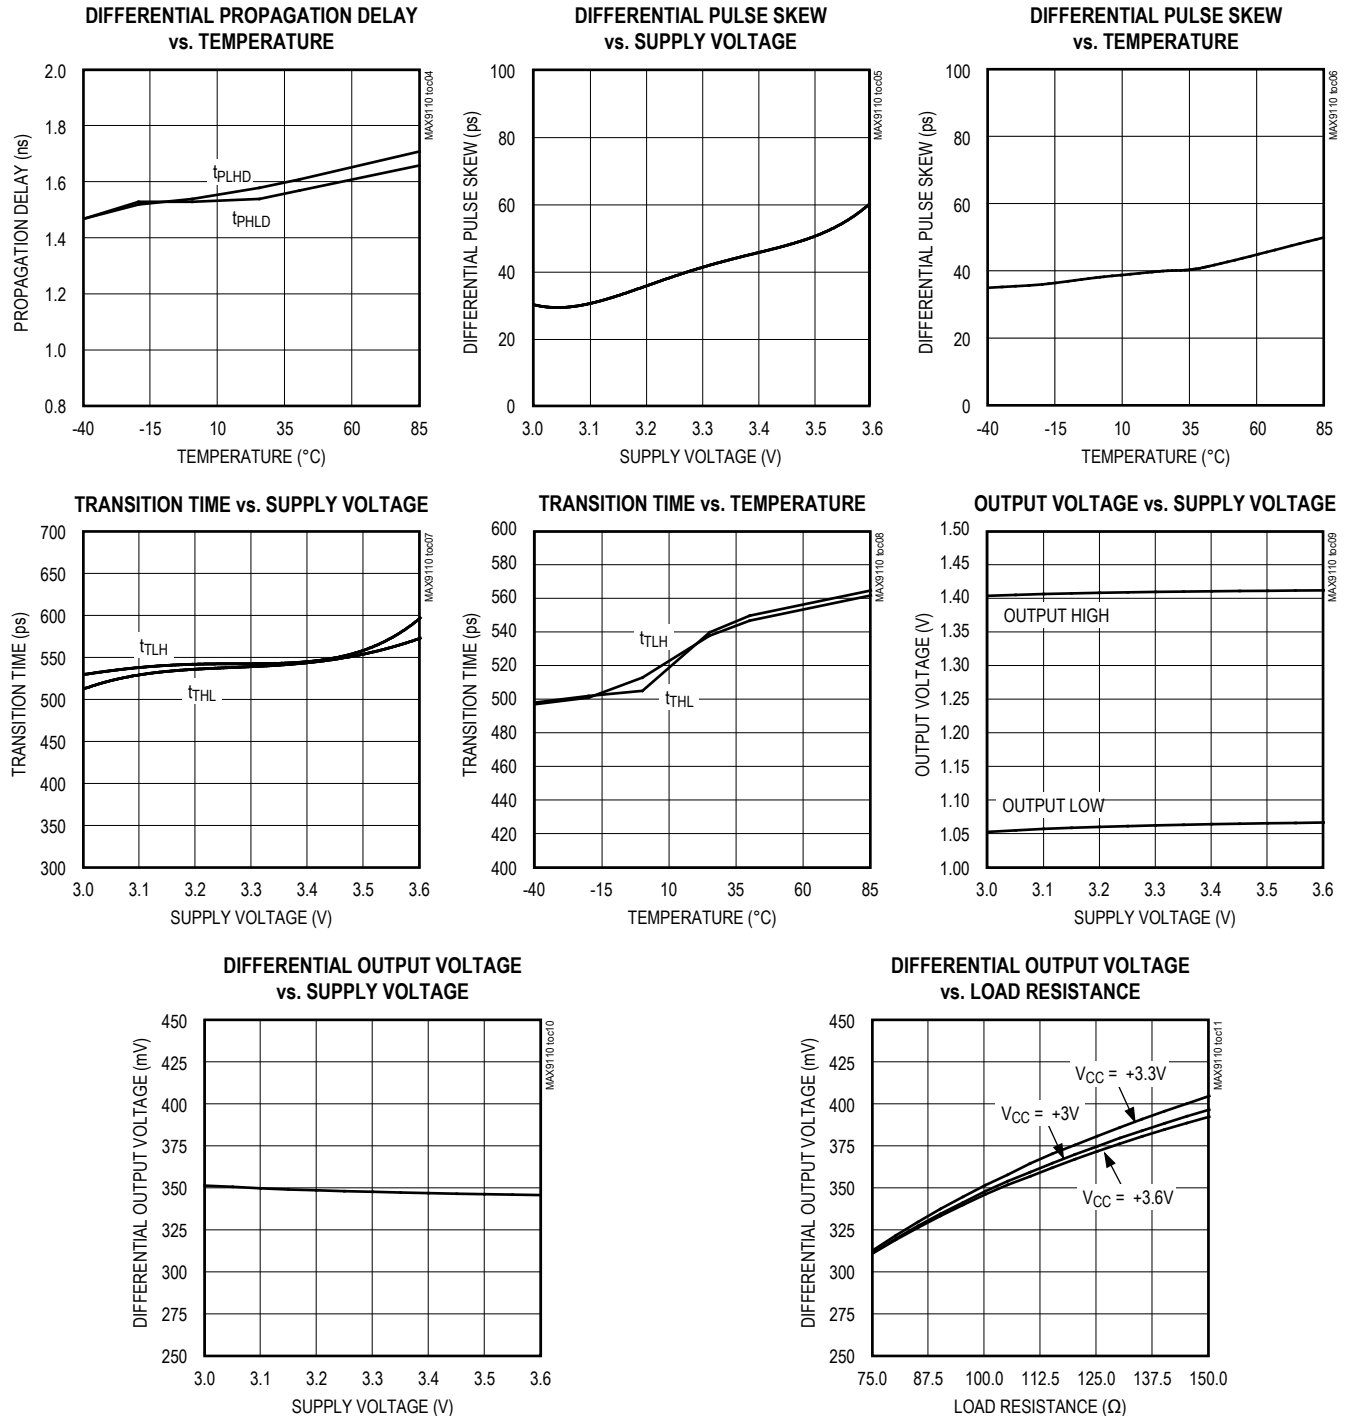 DIFFERENTIAL PROPAGATION DELAY
vs. TEMPERATURE
MAX9110 toc04
PROPAGATION DELAY (ns)
2.0
1.8
1.6
1.4
1.2
1.0
0.8
tPLHD
tPHLD
-40 -15 10 35 60 85
TEMPERATURE (°C)
DIFFERENTIAL PULSE SKEW
vs. SUPPLY VOLTAGE
MAX9110 toc05
DIFFERENTIAL PULSE SKEW (ps)
100
80
60
40
20
0
3.0 3.1 3.2 3.3 3.4 3.5 3.6
SUPPLY VOLTAGE (V)
DIFFERENTIAL PULSE SKEW
vs. TEMPERATURE
MAX9110 toc06
DIFFERENTIAL PULSE SKEW (ps)
100
80
60
40
20
0
-40 -15 10 35 60 85
TEMPERATURE (°C)
TRANSITION TIME vs. SUPPLY VOLTAGE
MAX9110 toc07
TRANSITION TIME (ps)
700
650
600
550
500
450
400
350
300
tTLH
tTHL
3.0 3.1 3.2 3.3 3.4 3.5 3.6
SUPPLY VOLTAGE (V)
TRANSITION TIME vs. TEMPERATURE
MAX9110 toc08
TRANSITION TIME (ps)
600
580
560
540
520
500
480
460
440
420
400
tTLH
tTHL
-40 -15 10 35 60 85
TEMPERATURE (°C)
OUTPUT VOLTAGE vs. SUPPLY VOLTAGE
MAX9110 toc09
OUTPUT VOLTAGE (V)
1.50
1.45
1.40
1.35
1.30
1.25
1.20
1.15
1.10
1.05
1.00
OUTPUT HIGH
OUTPUT LOW
3.0 3.1 3.2 3.3 3.4 3.5 3.6
SUPPLY VOLTAGE (V)
DIFFERENTIAL OUTPUT VOLTAGE
vs. SUPPLY VOLTAGE
MAX9110 toc10
DIFFERENTIAL OUTPUT VOLTAGE (mV)
450
425
400
375
350
325
300
275
250
3.0 3.1 3.2 3.3 3.4 3.5 3.6
SUPPLY VOLTAGE (V)
DIFFERENTIAL OUTPUT VOLTAGE
vs. LOAD RESISTANCE
MAX9110 toc11
DIFFERENTIAL OUTPUT VOLTAGE (mV)
450
425
400
375
350
325
300
275
250
VCC = +3.3V
VCC = +3V
VCC = +3.6V
75.0 87.5 100.0 112.5 125.0 137.5 150.0
LOAD RESISTANCE (Ω)